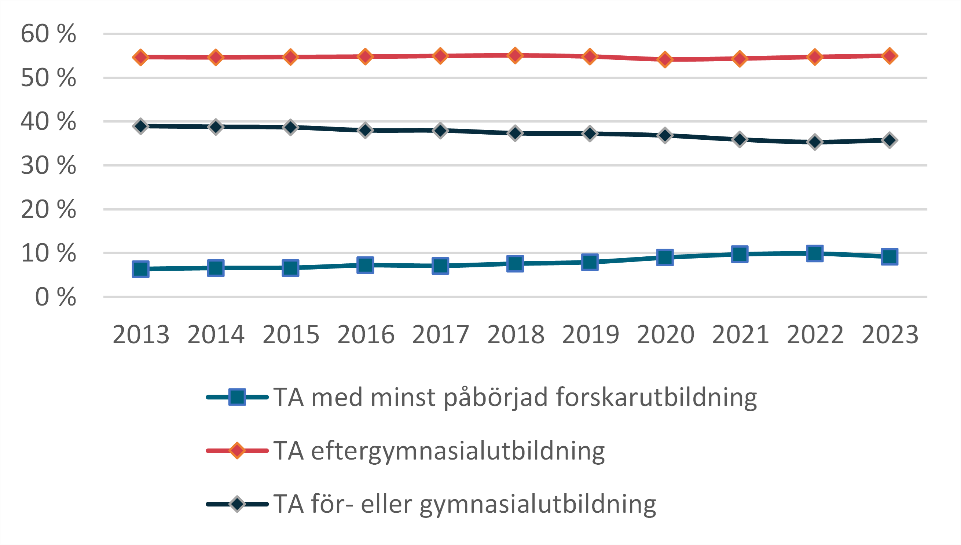 60 %
50 %
40 %
30 %
20 %
10 %
0 %
2013 2014 2015 2016 2017 2018 2019 2020 2021 2022 2023
TA med minst påbörjad forskarutbildning
TA eftergymnasialutbildning
TA för- eller gymnasialutbildning